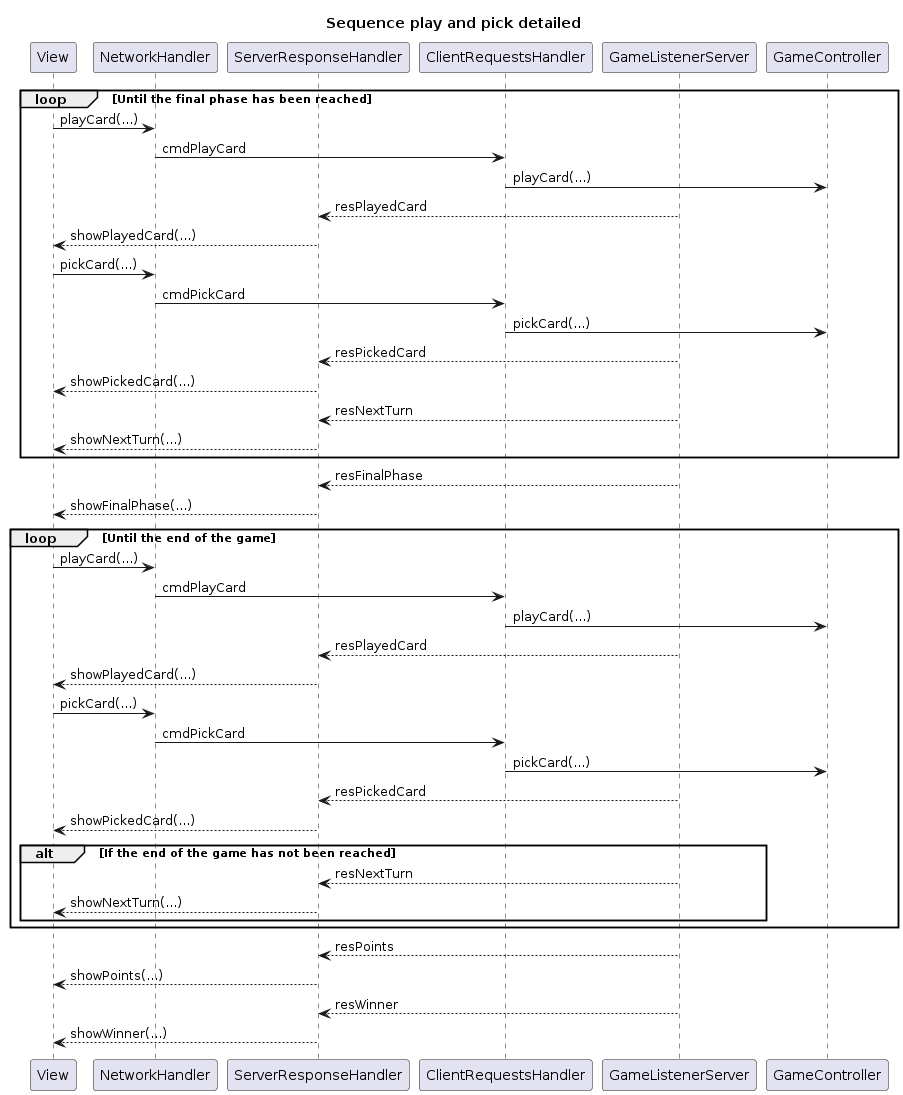 Sequence play and pick detailed
View NetworkHandler ServerResponseHandler ClientRequestsHandler GameListenerServer GameController
loop [Until the final phase has been reached]
playCard(...)
cmdPlayCard
playCard(...)
resPlayedCard
showPlayedCard(...)
pickCard(...)
cmdPickCard
pickCard(...)
resPickedCard
showPickedCard(...)
resNextTurn
showNextTurn(...)
resFinalPhase
showFinalPhase(...)
loop [Until the end of the game]
playCard(...)
cmdPlayCard
playCard(...)
resPlayedCard
showPlayedCard(...)
pickCard(...)
cmdPickCard
pickCard(...)
resPickedCard
showPickedCard(...)
alt [If the end of the game has not been reached]
resNextTurn
showNextTurn(...)
resPoints
showPoints(...)
resWinner
showWinner(...)
View NetworkHandler ServerResponseHandler ClientRequestsHandler GameListenerServer GameController